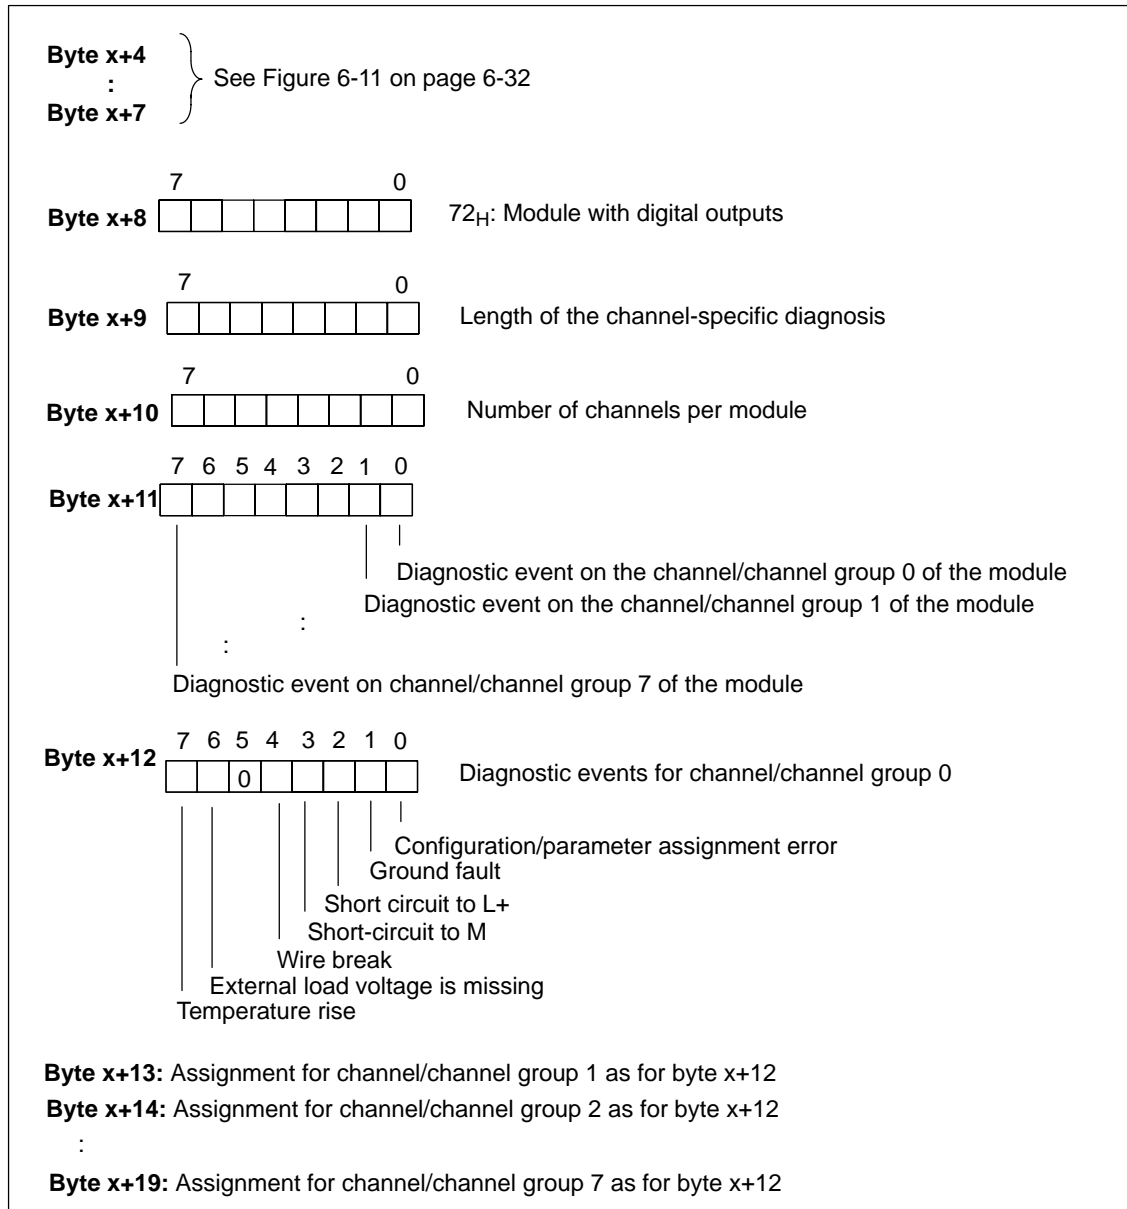 Byte x+4
:
Byte x+7
See Figure 6-11 on page 6-32
7 0
Byte x+8
72H: Module with digital outputs
7 0
Byte x+9
Length of the channel-specific diagnosis
7 0
Byte x+10
Number of channels per module
7 6 5 4 3 2 1 0
Byte x+11
Diagnostic event on the channel/channel group 0 of the module
Diagnostic event on the channel/channel group 1 of the module
:
:
Diagnostic event on channel/channel group 7 of the module
7 6 5 4 3 2 1 0
Byte x+12
0
Diagnostic events for channel/channel group 0
Configuration/parameter assignment error
Ground fault
Short circuit to L+
Short-circuit to M
Wire break
External load voltage is missing
Temperature rise
Byte x+13: Assignment for channel/channel group 1 as for byte x+12
Byte x+14: Assignment for channel/channel group 2 as for byte x+12
:
Byte x+19: Assignment for channel/channel group 7 as for byte x+12